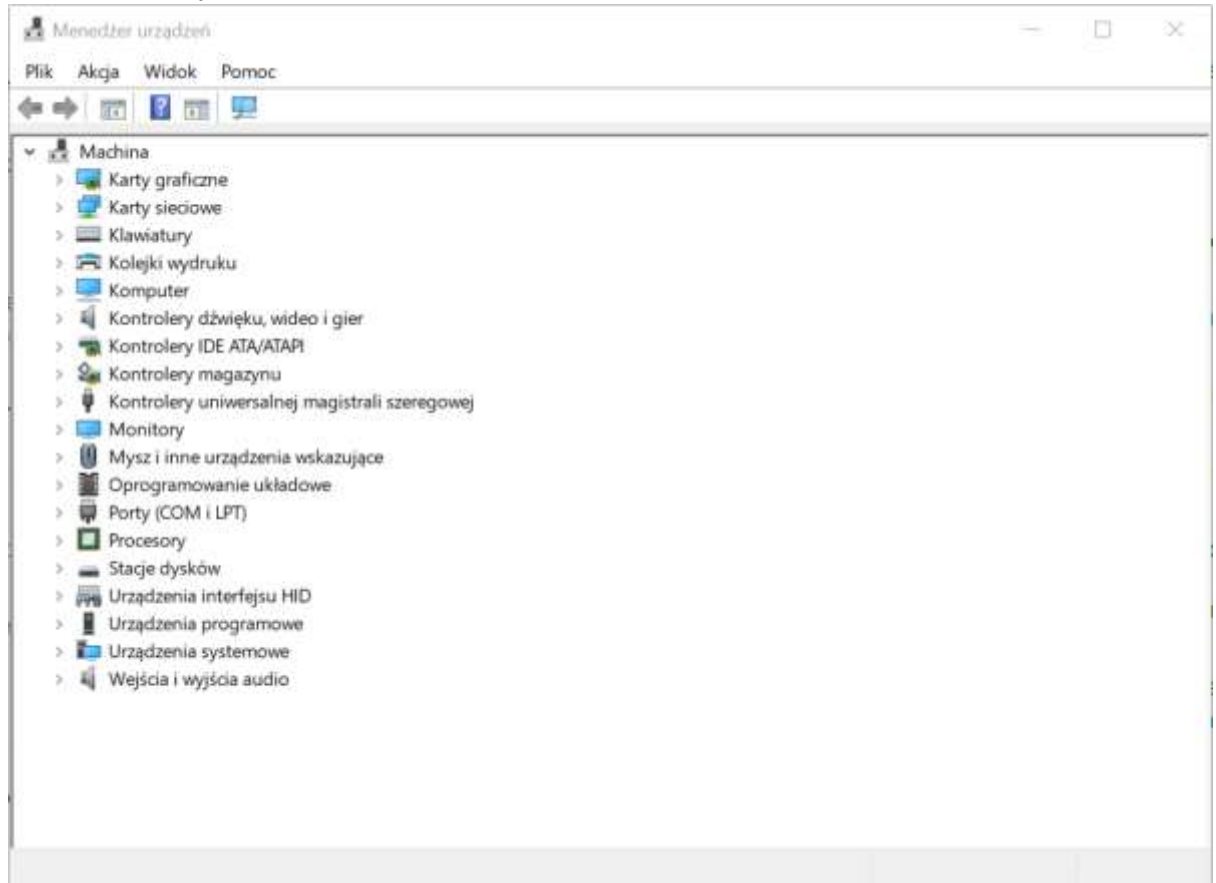 Menedżer urządzeń
Plik Akcja Widok Pomoc
Machina
Karty graficzne
Karty sieciowe
Klawiatury
Kolejki wydruku
Komputer
Kontrolery dźwięku, wideo i gier
Kontrolery IDE ATA/ATAPI
Kontrolery magazynu
Kontrolery uniwersalnej magistrali szeregowej
Monitory
Mysz i inne urządzenia wskazujące
Oprogramowanie układowe
Porty (COM i LPT)
Procesory
Stacje dysków
Urządzenia interfejsu HID
Urządzenia programowe
Urządzenia systemowe
Wejścia i wyjścia audio